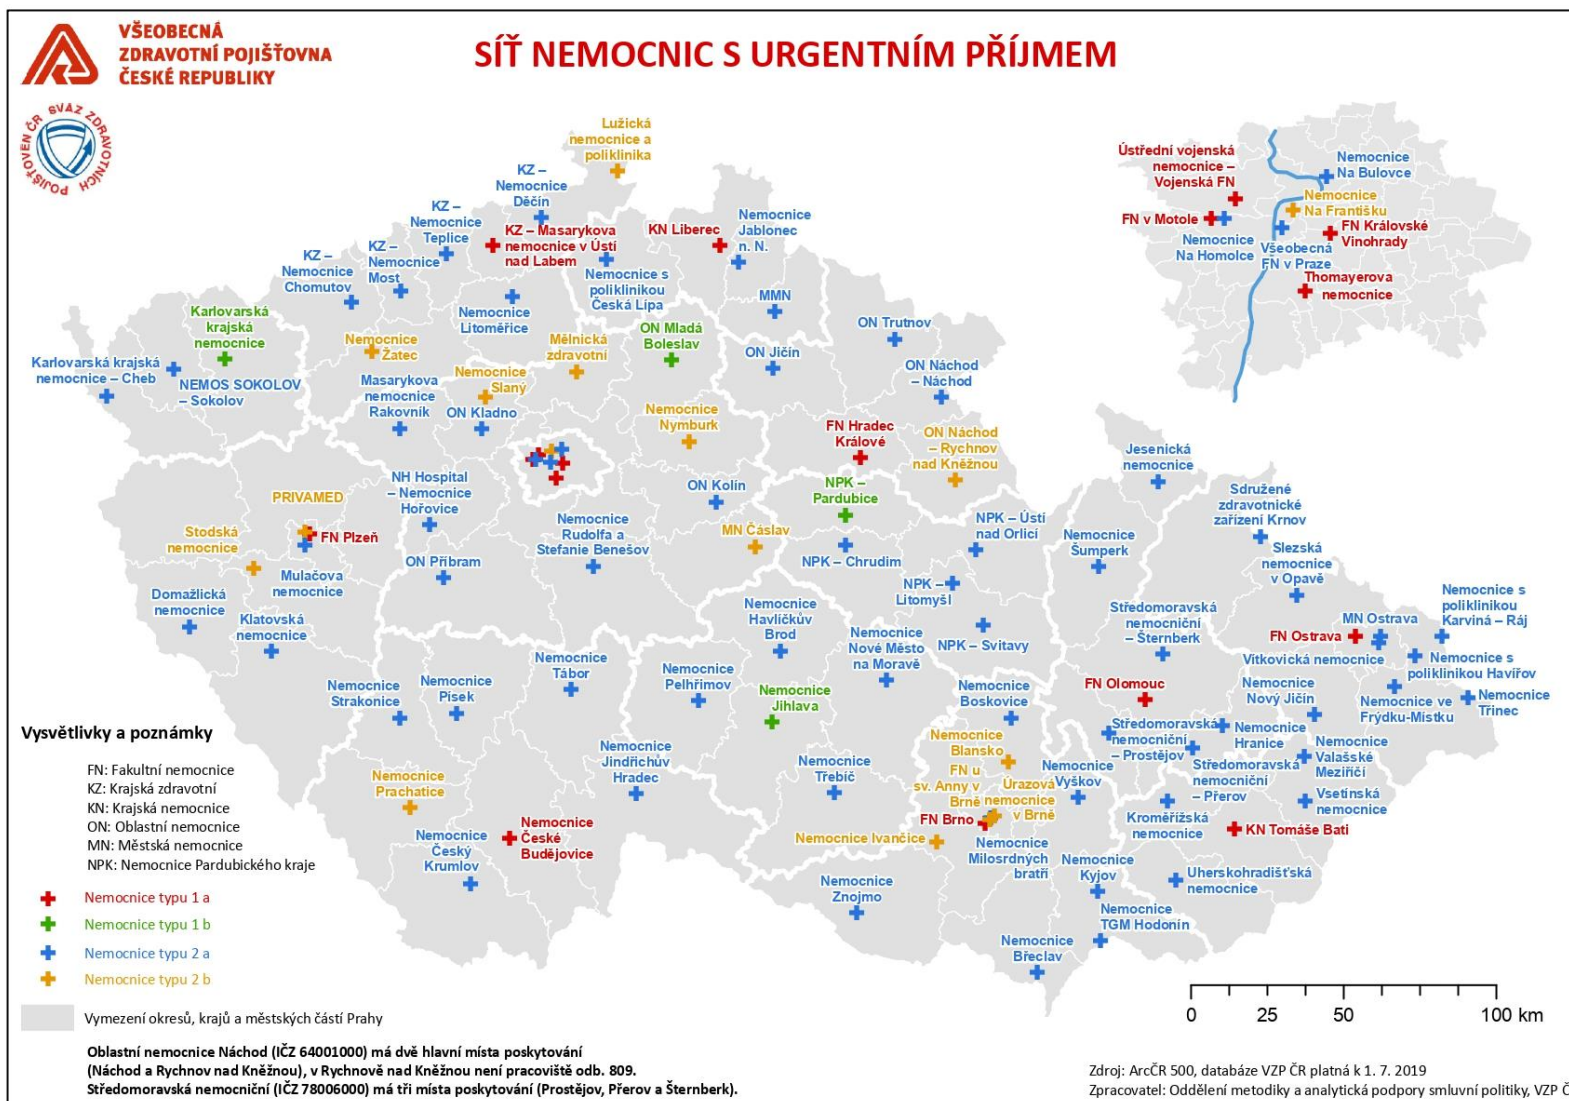 VŠEOBECNÁ
ZDRAVOTNÍ POJIŠŤOVNA
ČESKÉ REPUBLIKY
SVAZ ZDRAVOTNÍCH POJIŠŤOVEN ČR
SÍŤ NEMOCNIC S URGENTNÍM PŘÍJMEM
Lužická
nemocnice a
poliklinika
KZ –
Nemocnice
Děčín
KZ –
Nemocnice
Teplice
KZ – Masarykova
nemocnice v Ústí
nad Labem
KN Liberec
Nemocnice
Jablonec
n. N.
KZ –
Nemocnice
Most
KZ –
Nemocnice
Chomutov
Nemocnice s
poliklinikou
Česká Lípa
Nemocnice
Litoměřice
MMN
Karlovarská
krajská
nemocnice
Nemocnice
Žatec
Mělnická
zdravotní
ON Mladá
Boleslav
ON Trutnov
ON Jičín
Karlovarská krajská
nemocnice – Cheb
NEMOS SOKOLOV
– Sokolov
Masarykova
nemocnice
Rakovník
Nemocnice
Slaný
ON Kladno
ON Náchod
– Náchod
Nemocnice
Nymburk
FN Hradec
Králové
ON Náchod
– Rychnov
nad Kněžnou
Jesenická
nemocnice
PRIVAMED
NH Hospital
– Nemocnice
Hořovice
ON Kolín
NPK –
Pardubice
Sdružené
zdravotnické
zařízení Krnov
Stodská
nemocnice
FN Plzeň
Nemocnice
Rudolfa a
Stefanie Benešov
MN Čáslav
NPK – Chrudim
NPK – Ústí
nad Orlicí
Nemocnice
Šumperk
Slezská
nemocnice
v Opavě
ON Příbram
Mulačova
nemocnice
NPK –
Litomyšl
Domažlická
nemocnice
Klatovská
nemocnice
Nemocnice
Havlíčkův
Brod
Nemocnice
Nové Město
na Moravě
NPK – Svitavy
Středomoravská
nemocniční
– Šternberk
FN Ostrava
MN Ostrava
Nemocnice s
poliklinikou
Karviná – Ráj
Vítkovická nemocnice
Nemocnice s
poliklinikou Havířov
Nemocnice
Strakonice
Nemocnice
Písek
Nemocnice
Tábor
Nemocnice
Pelhřimov
Nemocnice
Jihlava
Nemocnice
Boskovice
FN Olomouc
Nemocnice
Nový Jičín
Nemocnice ve
Frýdku-Místku
Nemocnice
Třinec
Středomoravská
nemocniční
– Prostějov
Nemocnice
Hranice
Nemocnice
Valašské
Meziříčí
Nemocnice
Prachatice
Nemocnice
Jindřichův
Hradec
Nemocnice
Třebíč
Nemocnice
Blansko
FN u
sv. Anny v
Brně
Úrazová
nemocnice
v Brně
Nemocnice
Vyškov
Středomoravská
nemocniční
– Přerov
Vsetínská
nemocnice
Kroměřížská
nemocnice
KN Tomáše Bati
Nemocnice
České
Budějovice
Nemocnice
Český
Krumlov
Nemocnice Ivančice
FN Brno
Nemocnice
Milosrdných
bratří
Nemocnice
Kyjov
Uherskohradišťská
nemocnice
Nemocnice
Znojmo
Nemocnice
TGM Hodonín
Nemocnice
Břeclav
Ústřední vojenská
nemocnice –
Vojenská FN
Nemocnice
Na Bulovce
FN v Motole
Nemocnice
Na Františku
Nemocnice
Na Homolce
Všeobecná
FN v Praze
FN Královské
Vinohrady
Thomayerova
nemocnice
Vysvětlivky a poznámky
FN: Fakultní nemocnice
KZ: Krajská zdravotní
KN: Krajská nemocnice
ON: Oblastní nemocnice
MN: Městská nemocnice
NPK: Nemocnice Pardubického kraje
Nemocnice typu 1 a
Nemocnice typu 1 b
Nemocnice typu 2 a
Nemocnice typu 2 b
Vymezení okresů, krajů a městských částí Prahy
0 25 50 100 km
Oblastní nemocnice Náchod (IČZ 64001000) má dvě hlavní místa poskytování
(Náchod a Rychnov nad Kněžnou), v Rychnově nad Kněžnou není pracoviště odb. 809.
Středomoravská nemocniční (IČZ 78006000) má tři místa poskytování (Prostějov, Přerov a Šternberk).
Zdroj: ArcČR 500, databáze VZP ČR platná k 1. 7. 2019
Zpracovatel: Oddělení metodiky a analytická podpory smluvní politiky, VZP Č